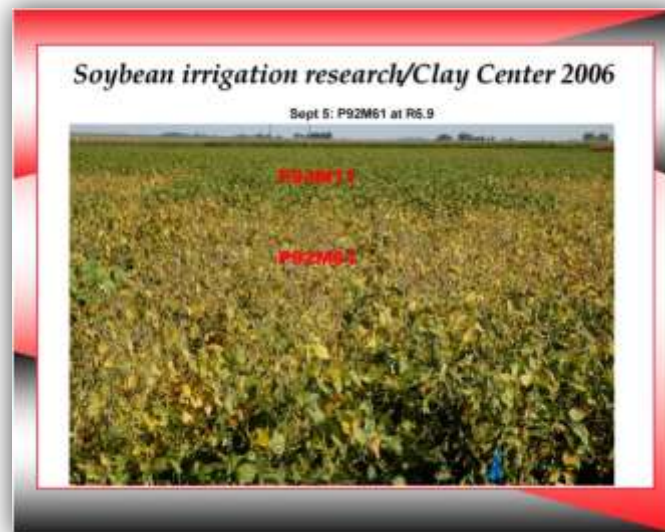 Soybean irrigation research/Clay Center 2006
Sept 5: P92M61 at R6.9
P93M11
P92M61